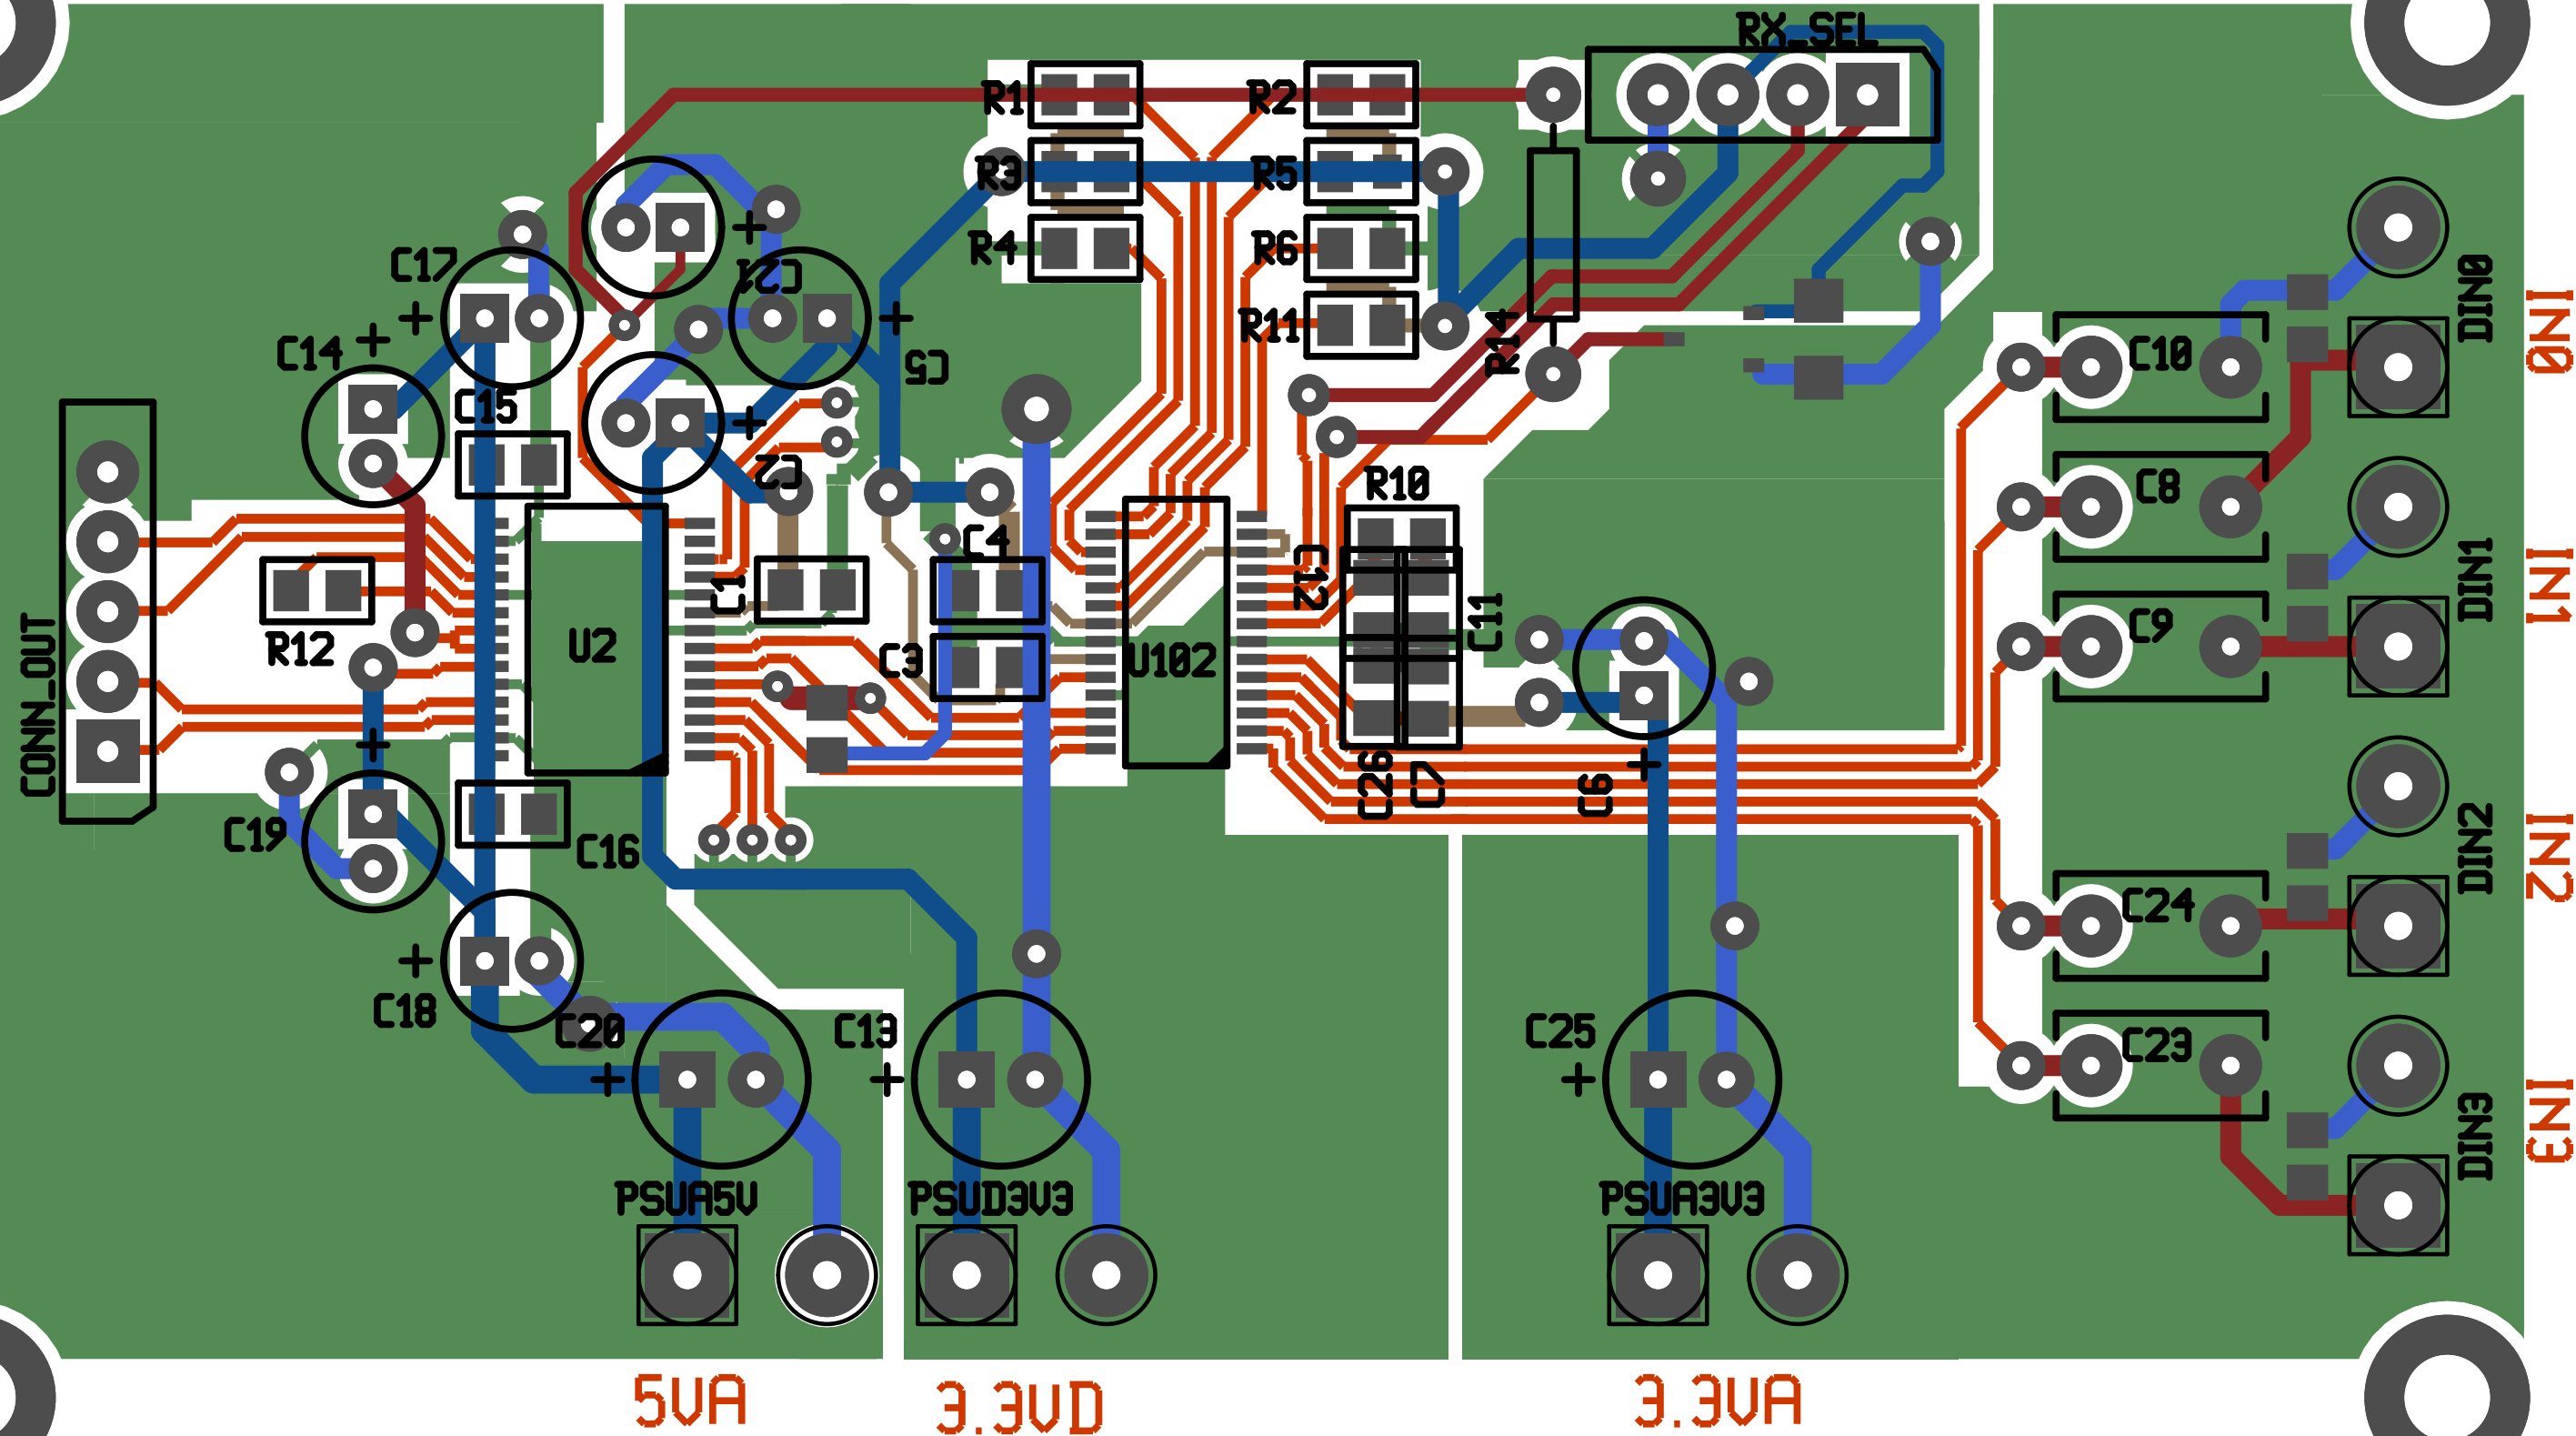 RX_SEL
R1
R2
R3
R5
R4
R6
R11
R14
C17
C21
C5
C14
C15
C2
R10
C10
DIN0
IN0
C8
C4
C12
C11
C1
U2
R12
C3
U102
C9
DIN1
IN1
CONN_OUT
C26
C7
C6
C19
C16
C24
DIN2
IN2
C18
C20
C13
C25
C23
DIN3
IN3
PSUA5V
PSUD3V3
PSUA3V3
5VA
3.3VD
3.3VA